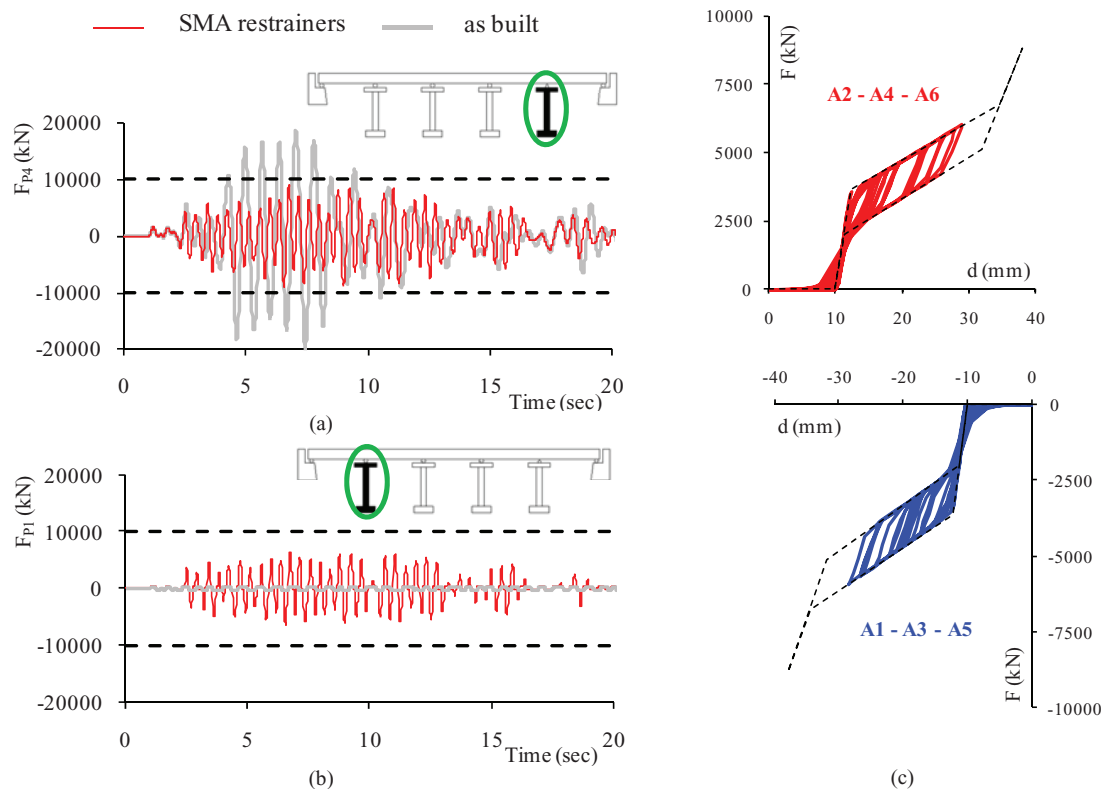 SMA restrainers as built
F_P4 (kN)
20000
10000
0
-10000
-20000
0 5 10 15 20
Time (sec)
(a)
F_P1 (kN)
20000
10000
0
-10000
-20000
0 5 10 15 20
Time (sec)
(b)
F (kN)
10000
7500
5000
2500
0
A2 - A4 - A6
d (mm)
0 10 20 30 40
-40 -30 -20 -10 0
d (mm)
0
-2500
-5000
-7500
-10000
A1 - A3 - A5
F (kN)
(c)